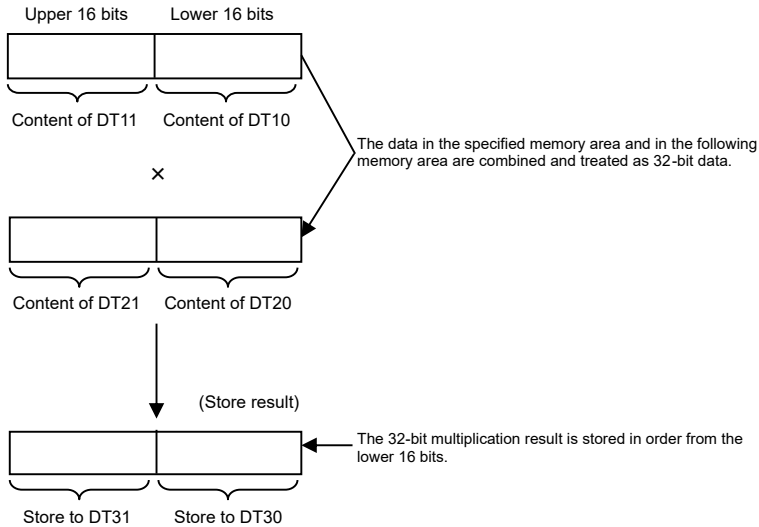 Upper 16 bits Lower 16 bits
Content of DT11 Content of DT10
The data in the specified memory area and in the following
memory area are combined and treated as 32-bit data.
×
Content of DT21 Content of DT20
(Store result)
The 32-bit multiplication result is stored in order from the
lower 16 bits.
Store to DT31 Store to DT30